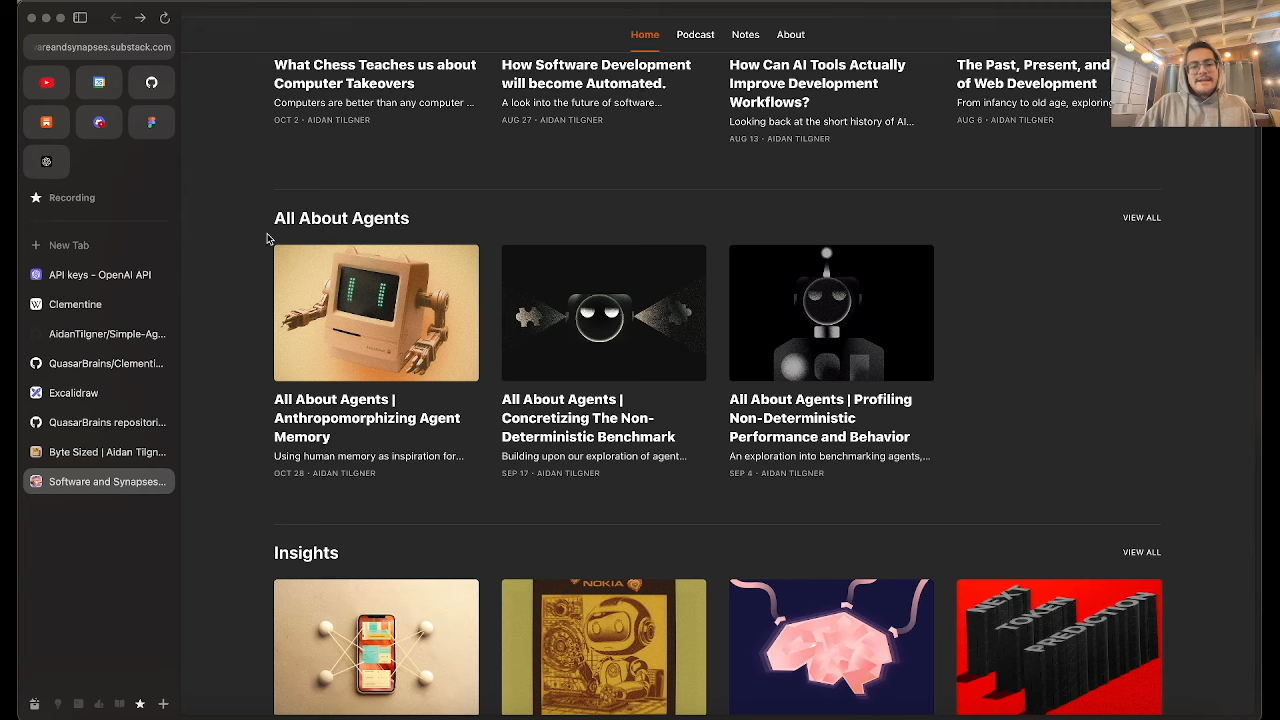 areandsynapses.substack.com
Recording
New Tab
API keys - OpenAI API
Clementine
AidanTilgner/Simple-Ag...
QuasarBrains/Clementi...
Excalidraw
QuasarBrains repositori...
Byte Sized | Aidan Tilgn...
Software and Synapses...
Home
Podcast
Notes
About
What Chess Teaches us about
Computer Takeovers
Computers are better than any computer ...
OCT 2 · AIDAN TILGNER
How Software Development
will become Automated.
A look into the future of software...
AUG 27 · AIDAN TILGNER
How Can AI Tools Actually
Improve Development
Workflows?
Looking back at the short history of AI...
AUG 13 · AIDAN TILGNER
The Past, Present, and
of Web Development
From infancy to old age, exploring
AUG 6 · AIDAN TILGNER
All About Agents
VIEW ALL
All About Agents |
Anthropomorphizing Agent
Memory
Using human memory as inspiration for...
OCT 28 · AIDAN TILGNER
All About Agents |
Concretizing The Non-
Deterministic Benchmark
Building upon our exploration of agent...
SEP 17 · AIDAN TILGNER
All About Agents | Profiling
Non-Deterministic
Performance and Behavior
An exploration into benchmarking agents,...
SEP 4 · AIDAN TILGNER
Insights
VIEW ALL
NOKIA
NEXT
TOKEN
PREDICTION